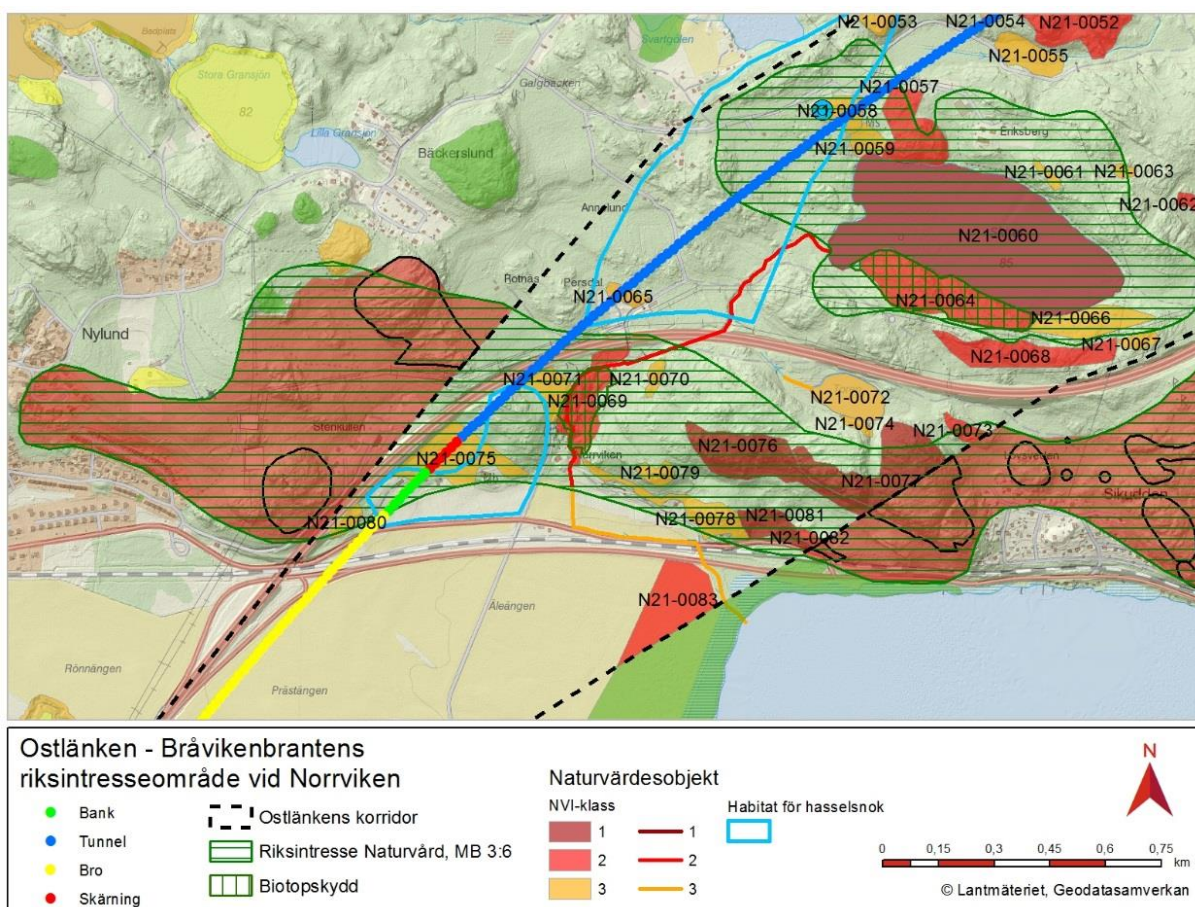 Badplats
Svartgölen
N21-0053
N21-0054
N21-0052
N21-0055
Stora Gransjön
82
Galgbacken
N21-0057
N21-0058
Lilla Gransjön
Bäckerslund
Eriksberg
N21-0059
N21-0061
N21-0063
N21-0062
Annelund
N21-0060
85
Rotnäs
Persdal
N21-0065
N21-0064
N21-0066
Nylund
N21-0067
N21-0068
N21-0071
N21-0070
N21-0069
N21-0072
Stenkullen
N21-0074
N21-0073
N21-0076
N21-0075
Norrviken
Lövsveden
N21-0079
N21-0077
Sikudden
N21-0080
N21-0078
N21-0081
N21-0082
N21-0083
Äleängen
Rönnängen
Prästängen
Ostlänken - Bråvikenbrantens
riksintresseområde vid Norrviken
Bank
Tunnel
Bro
Skärning
Ostlänkens korridor
Riksintresse Naturvård, MB 3:6
Biotopskydd
Naturvärdesobjekt
NVI-klass
1
2
3
1
2
3
Habitat för hasselsnok
N
0 0,15 0,3 0,45 0,6 0,75
km
© Lantmäteriet, Geodatasamverkan